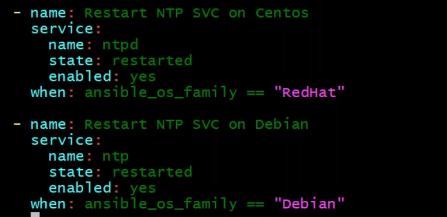 - name: Restart NTP SVC on Centos
  service:
    name: ntpd
    state: restarted
    enabled: yes
  when: ansible_os_family == "RedHat"

- name: Restart NTP SVC on Debian
  service:
    name: ntp
    state: restarted
    enabled: yes
  when: ansible_os_family == "Debian"